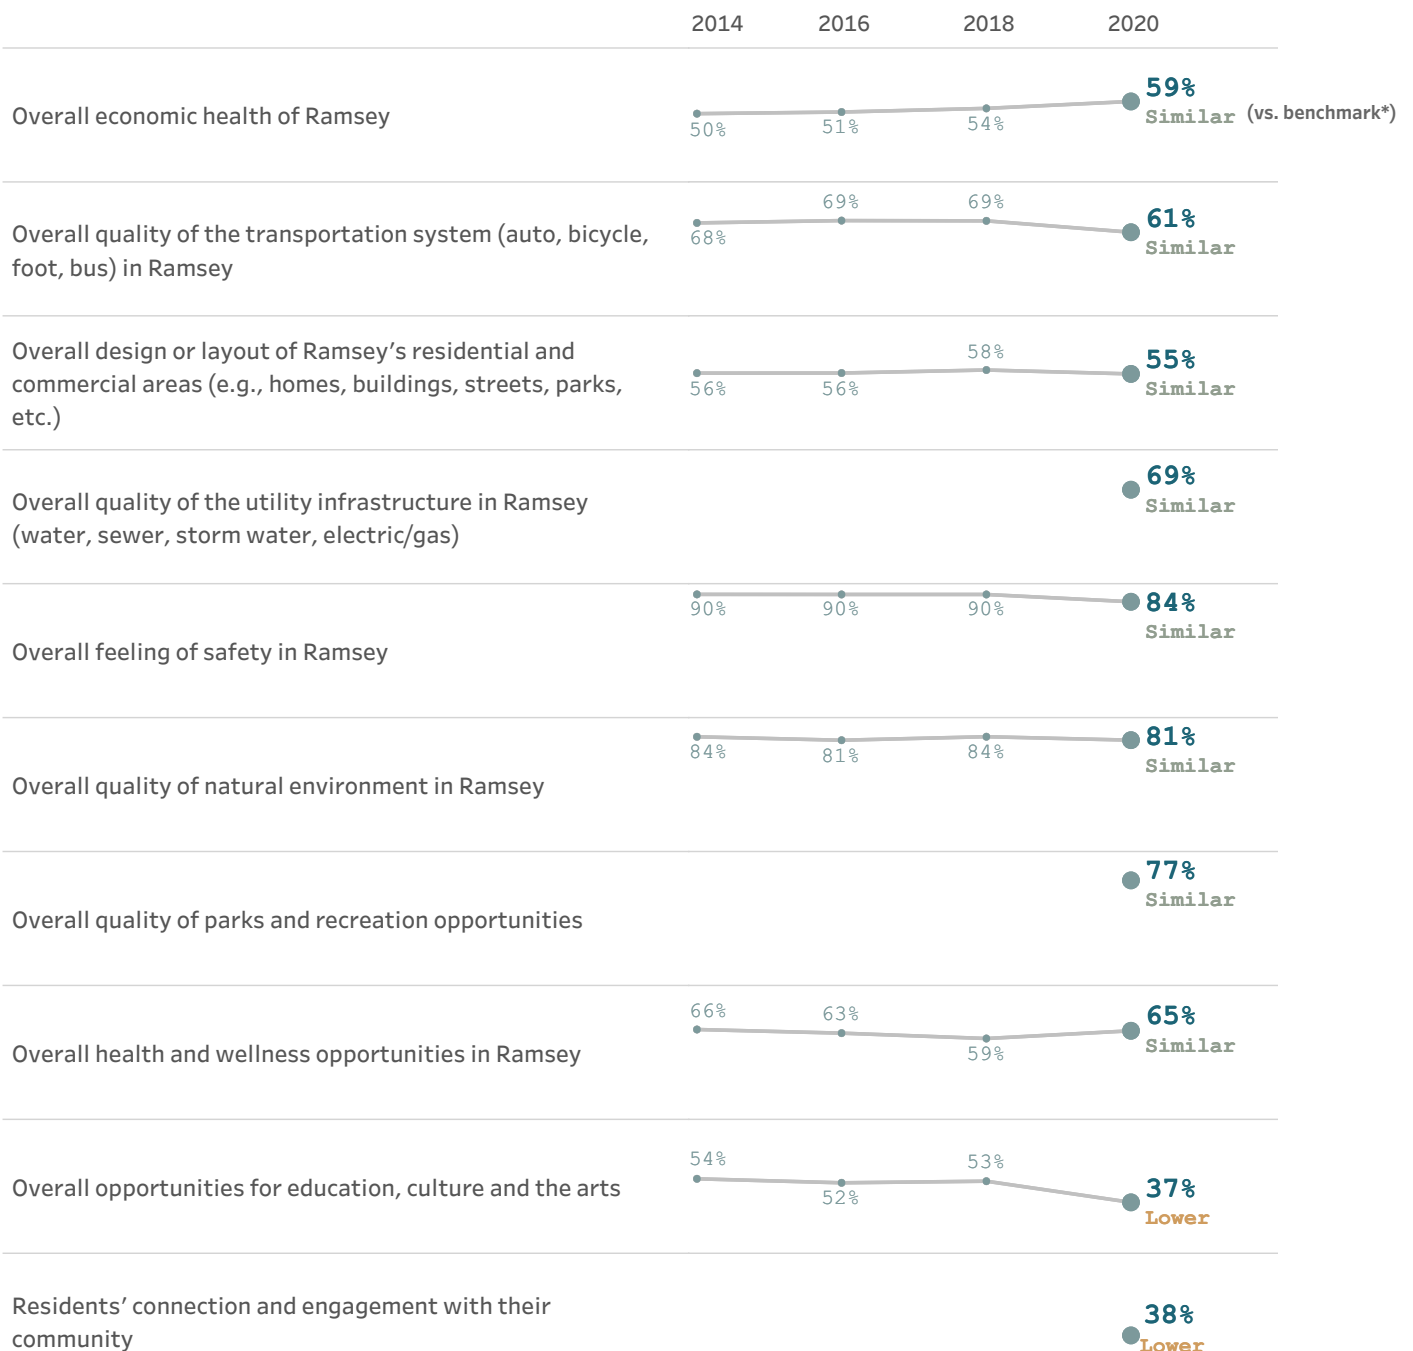 2014 2016 2018 2020
Overall economic health of Ramsey
50% 51% 54% 59%
Similar (vs. benchmark*)
Overall quality of the transportation system (auto, bicycle,
foot, bus) in Ramsey
68% 69% 69% 61%
Similar
Overall design or layout of Ramsey’s residential and
commercial areas (e.g., homes, buildings, streets, parks,
etc.)
56% 56% 58% 55%
Similar
Overall quality of the utility infrastructure in Ramsey
(water, sewer, storm water, electric/gas)
69%
Similar
Overall feeling of safety in Ramsey
90% 90% 90% 84%
Similar
Overall quality of natural environment in Ramsey
84% 81% 84% 81%
Similar
Overall quality of parks and recreation opportunities
77%
Similar
Overall health and wellness opportunities in Ramsey
66% 63% 59% 65%
Similar
Overall opportunities for education, culture and the arts
54% 52% 53% 37%
Lower
Residents’ connection and engagement with their
community
38%
Lower